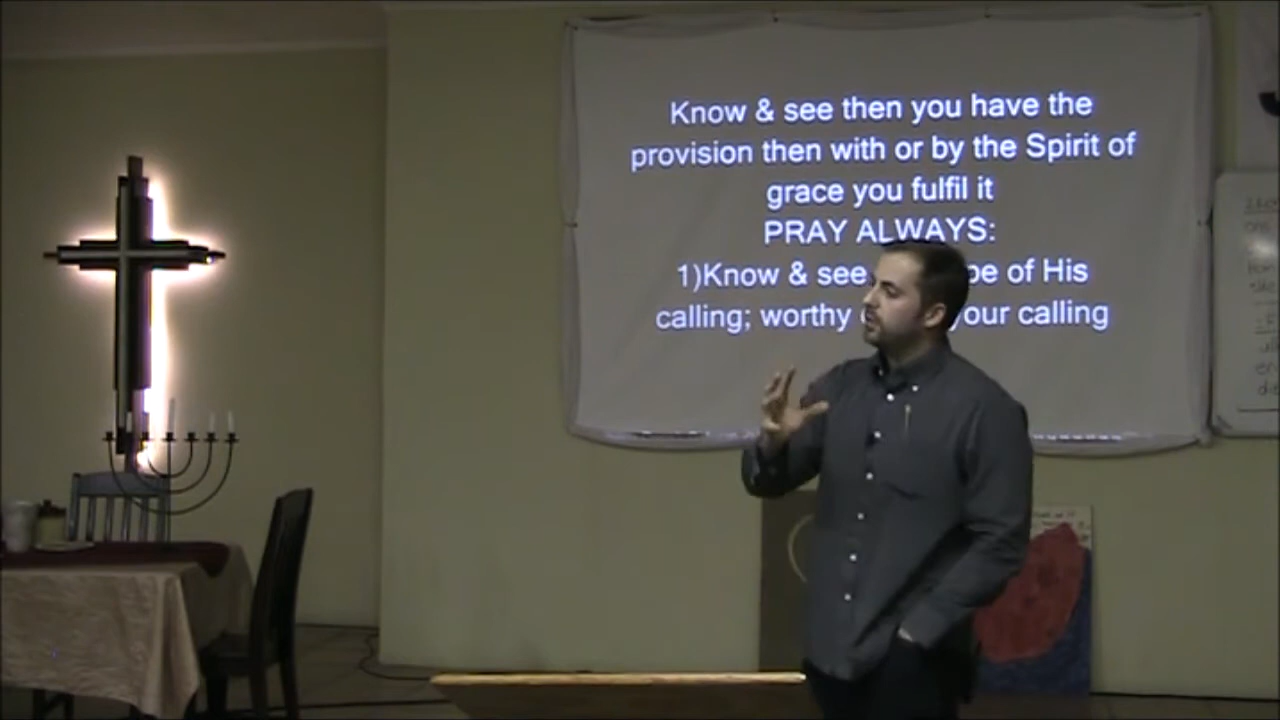 Know & see then you have the
provision then with or by the Spirit of
grace you fulfil it
PRAY ALWAYS:
1)Know & see of His
calling; worthy your calling